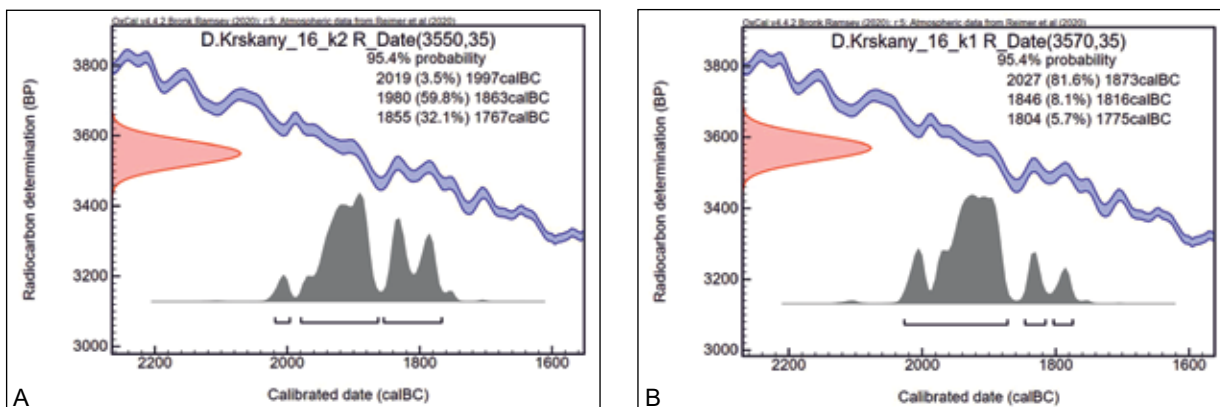 OxCal v4.4.2 Bronk Ramsey (2020); r:5; Atmospheric data from Reimer et al (2020)
D.Krskany_16_k2 R_Date(3550,35)
95.4% probability
2019 (3.5%) 1997calBC
1980 (59.8%) 1863calBC
1855 (32.1%) 1767calBC
Radiocarbon determination (BP)
3800
3600
3400
3200
3000
2200
2000
1800
1600
Calibrated date (calBC)
A
OxCal v4.4.2 Bronk Ramsey (2020); r:5; Atmospheric data from Reimer et al (2020)
D.Krskany_16_k1 R_Date(3570,35)
95.4% probability
2027 (81.6%) 1873calBC
1846 (8.1%) 1816calBC
1804 (5.7%) 1775calBC
Radiocarbon determination (BP)
3800
3600
3400
3200
3000
2200
2000
1800
1600
Calibrated date (calBC)
B